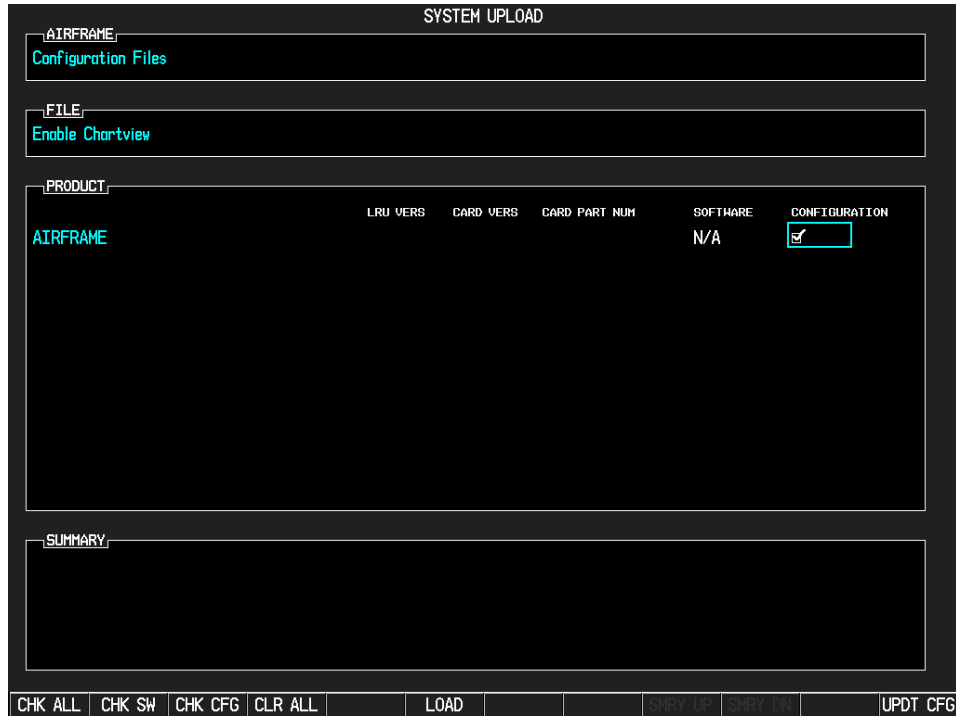 SYSTEM UPLOAD
AIRFRAME
Configuration Files
FILE
Enable Chartview
PRODUCT
LRU VERS CARD VERS CARD PART NUM SOFTWARE CONFIGURATION
AIRFRAME N/A
SUMMARY
CHK ALL CHK SW CHK CFG CLR ALL LOAD SMRY UP SMRY DN UPDT CFG